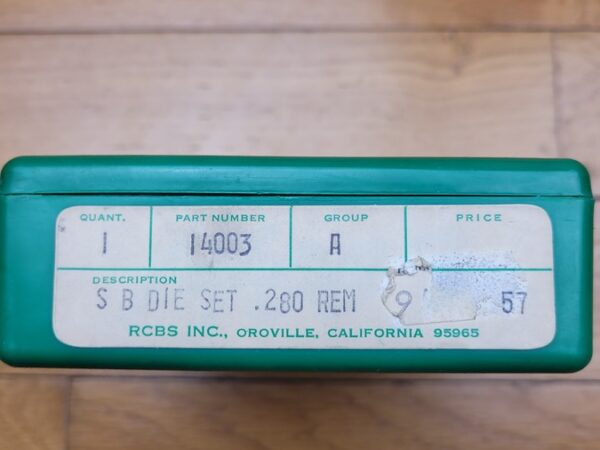 QUANT. PART NUMBER GROUP PRICE
1 14003 A
DESCRIPTION
S B DIE SET .280 REM 9 57
RCBS INC., OROVILLE, CALIFORNIA 95965